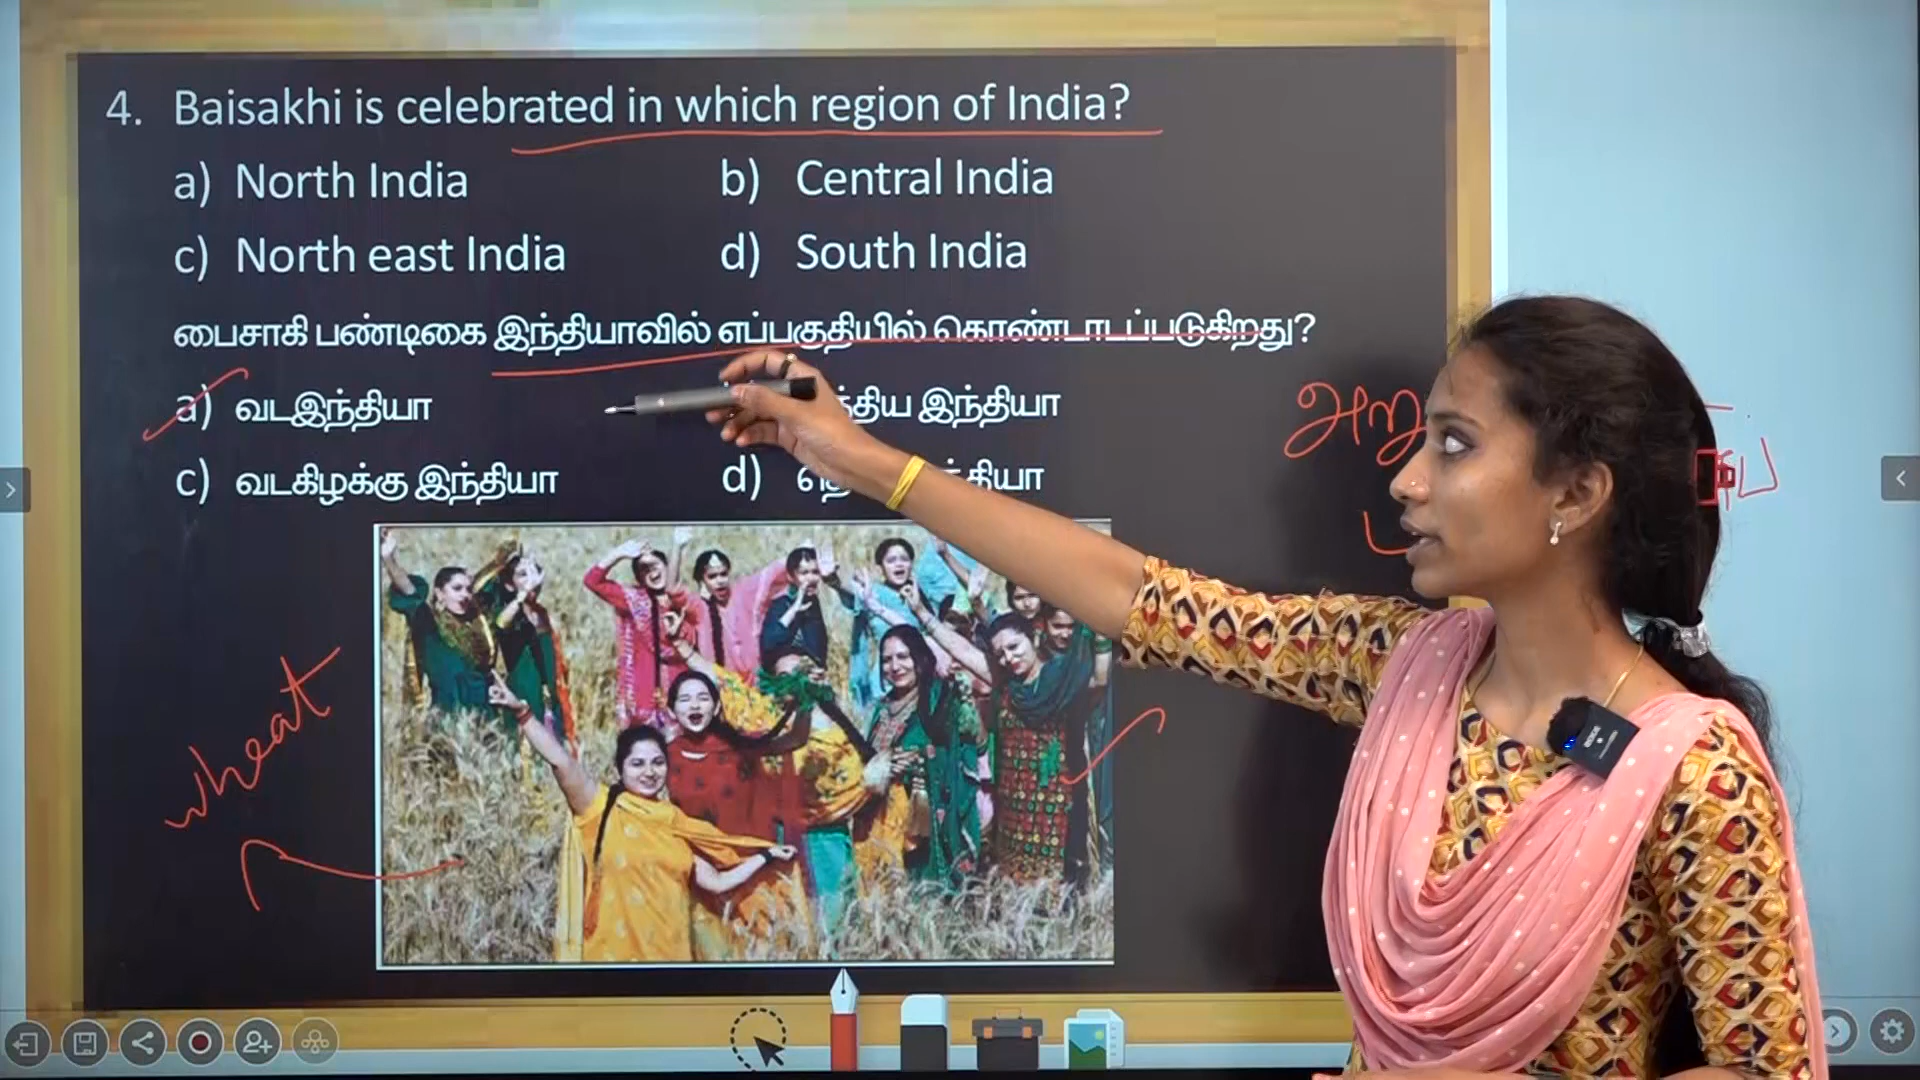 4. Baisakhi is celebrated in which region of India?
a) North India b) Central India
c) North east India d) South India
பைசாகி பண்டிகை இந்தியாவில் எப்பகுதியில் கொண்டாடப்படுகிறது?
a) வடஇந்தியா இந்தியா
c) வடகிழக்கு இந்தியா d)
அறு
wheat